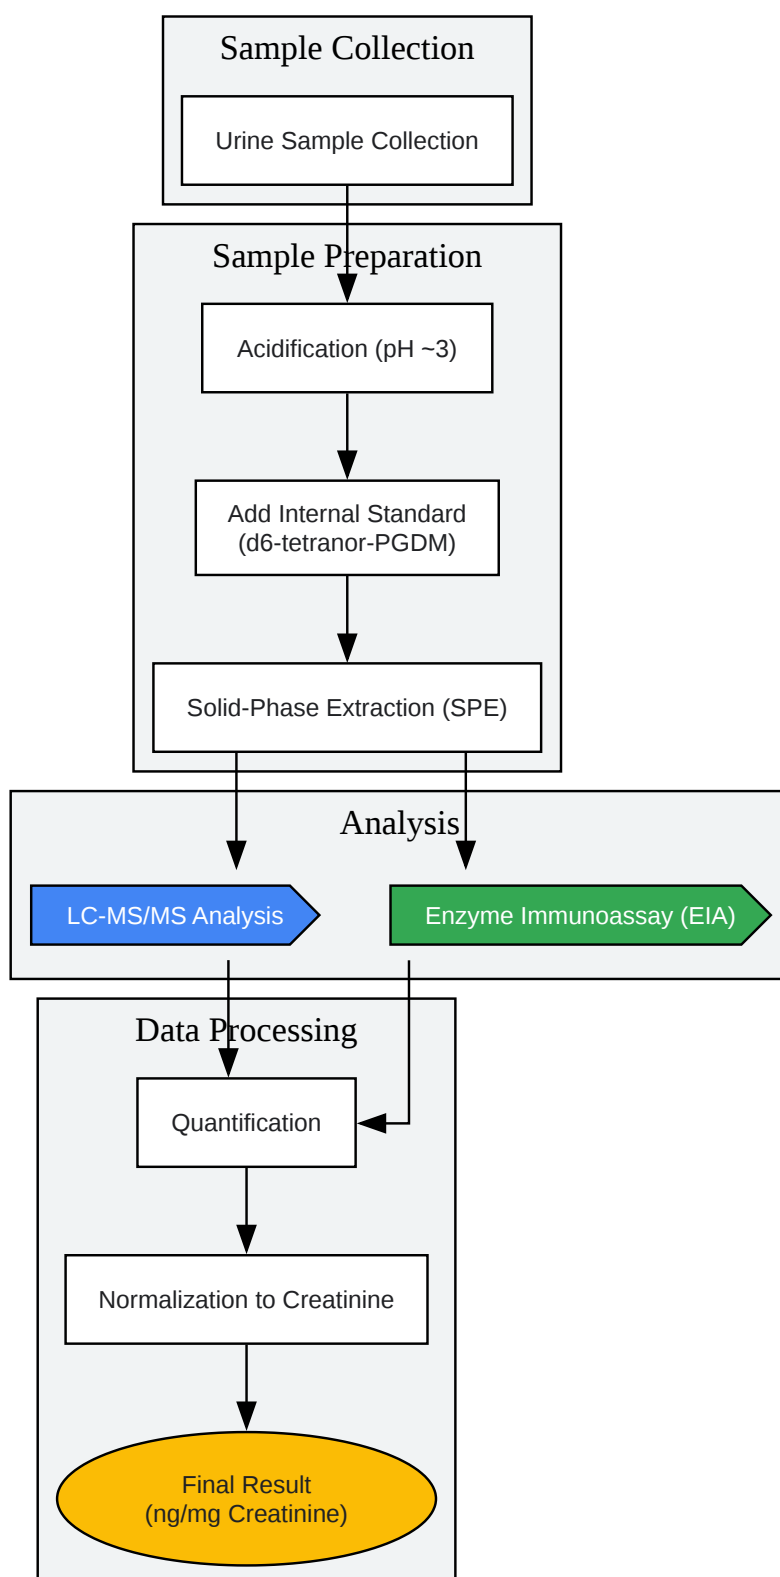 Sample Collection
Urine Sample Collection
Sample Preparation
Acidification (pH ~3)
Add Internal Standard
(d6-tetranor-PGDM)
Solid-Phase Extraction (SPE)
Analysis
LC-MS/MS Analysis
Enzyme Immunoassay (EIA)
Data Processing
Quantification
Normalization to Creatinine
Final Result
(ng/mg Creatinine)